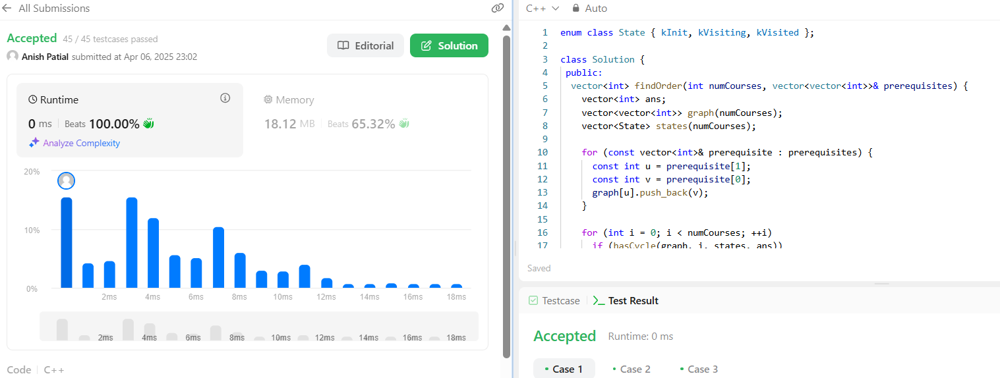 All Submissions
Accepted 45 / 45 testcases passed
Anish Patial submitted at Apr 06, 2025 23:02
Editorial
Solution
Runtime
0 ms Beats 100.00%
Analyze Complexity
Memory
18.12 MB Beats 65.32%
20%
10%
0%
2ms 4ms 6ms 8ms 10ms 12ms 14ms 16ms 18ms
2ms 4ms 6ms 8ms 10ms 12ms 14ms 16ms 18ms
Code C++
C++ Auto
1 enum class State { kInit, kVisiting, kVisited };
2
3 class Solution {
4 public:
5 vector<int> findOrder(int numCourses, vector<vector<int>>& prerequisites) {
6 vector<int> ans;
7 vector<vector<int>> graph(numCourses);
8 vector<State> states(numCourses);
9
10 for (const vector<int>& prerequisite : prerequisites) {
11 const int u = prerequisite[1];
12 const int v = prerequisite[0];
13 graph[u].push_back(v);
14 }
15
16 for (int i = 0; i < numCourses; ++i)
17 if (hasCycle(graph, i, states, ans))
Saved
Testcase Test Result
Accepted Runtime: 0 ms
Case 1 Case 2 Case 3